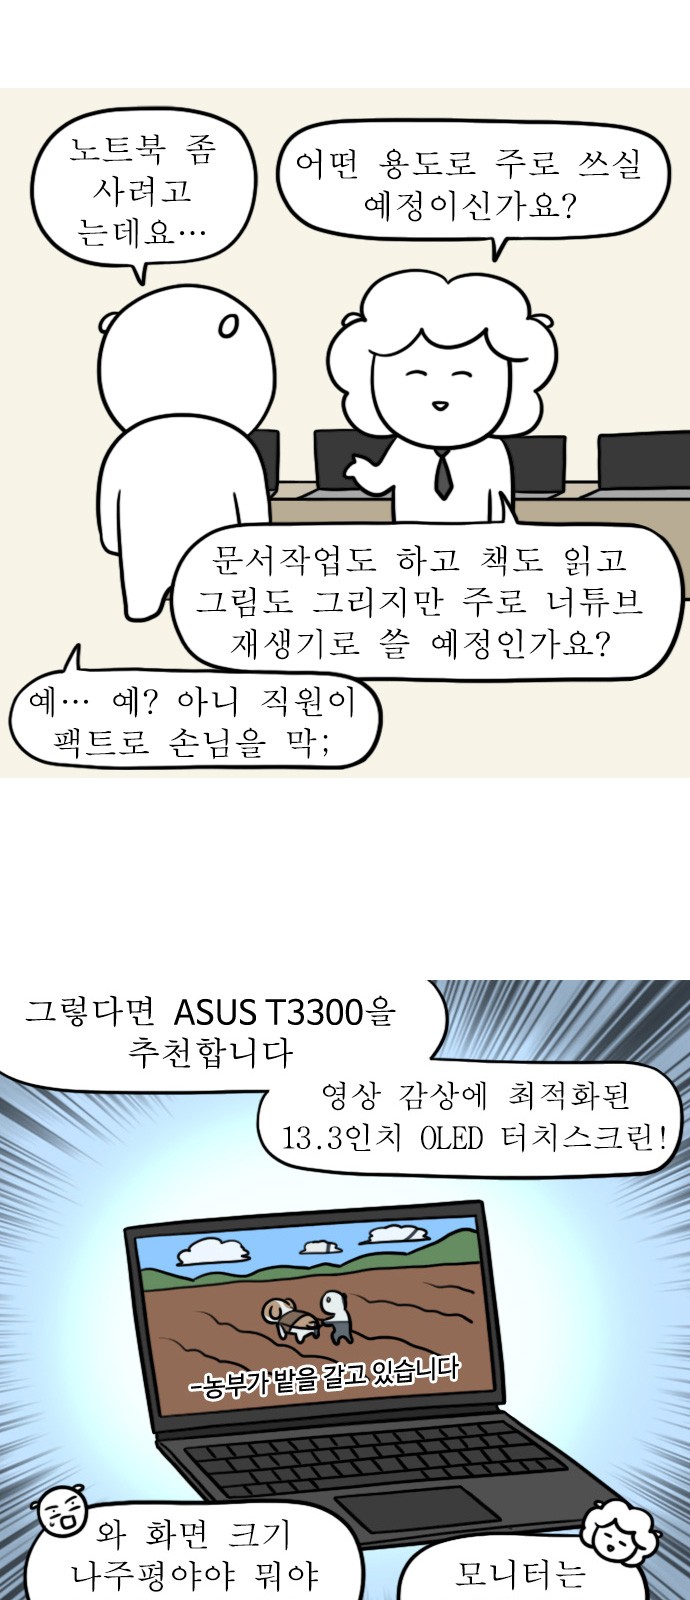 노트북 좀
사려고
는데요…
어떤 용도로 주로 쓰실
예정이신가요?
문서작업도 하고 책도 읽고
그림도 그리지만 주로 너튜브
재생기로 쓸 예정인가요?
예… 예? 아니 직원이
팩트로 손님을 막;
그렇다면 ASUS T3300을
추천합니다
영상 감상에 최적화된
13.3인치 OLED 터치스크린!
-농부가 밭을 갈고 있습니다
와 화면 크기
나주평야야 뭐야
모니터는